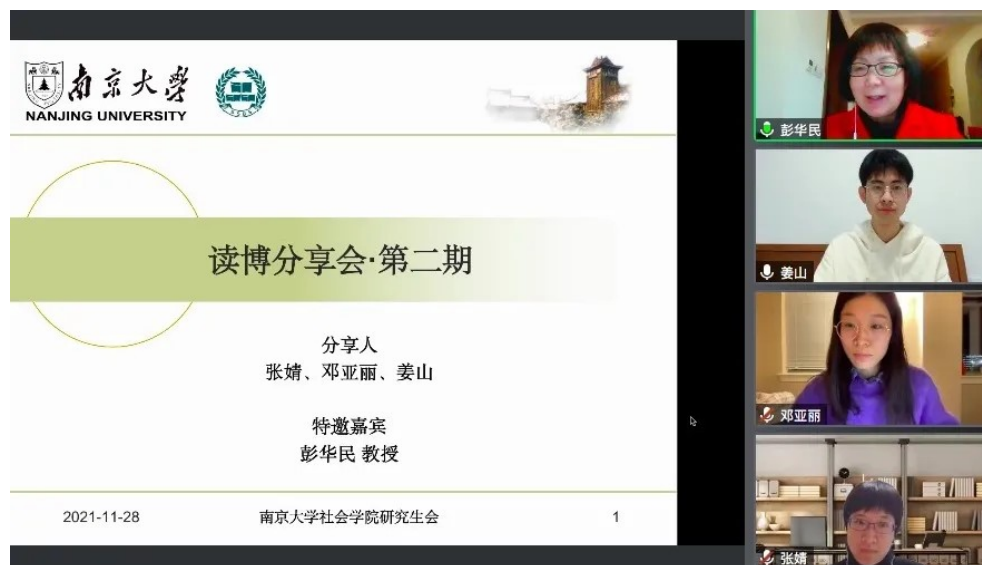 南京大學
NANJING UNIVERSITY
读博分享会·第二期
分享人
张婧、邓亚丽、姜山
特邀嘉宾
彭华民 教授
2021-11-28
南京大学社会学院研究生会
1
彭华民
姜山
邓亚丽
张婧